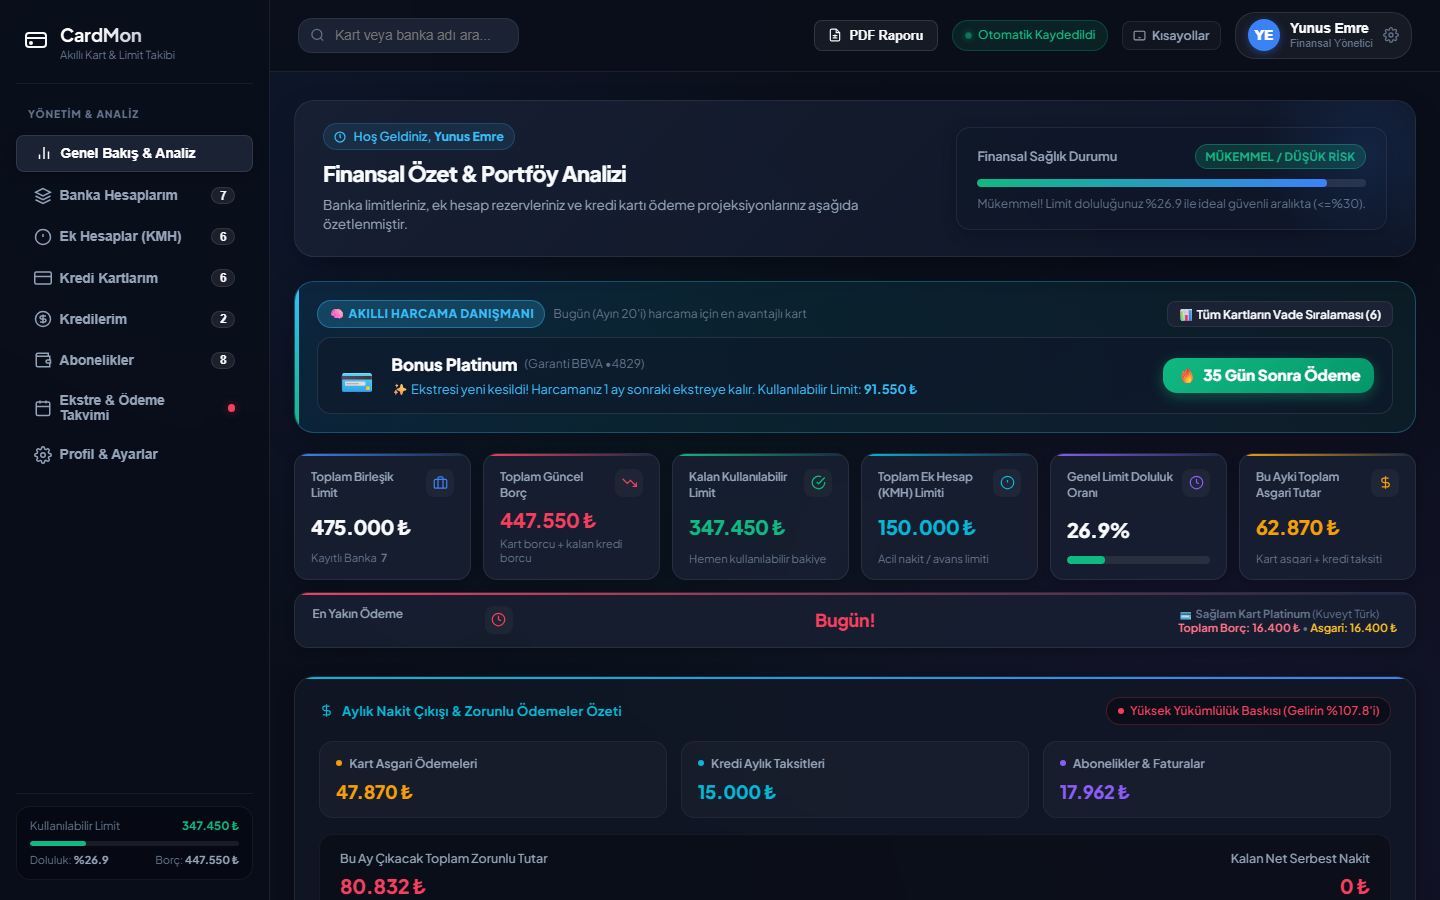 CardMon
Akıllı Kart & Limit Takibi
YÖNETİM & ANALİZ
Genel Bakış & Analiz
Banka Hesaplarım 7
Ek Hesaplar (KMH) 6
Kredi Kartlarım 6
Kredilerim 2
Abonelikler 8
Ekstre & Ödeme
Takvimi
Profil & Ayarlar
Kullanılabilir Limit 347.450 ₺
Doluluk: %26.9 Borç: 447.550 ₺
Kart veya banka adı ara...
PDF Raporu
Otomatik Kaydedildi
Kısayollar
YE
Yunus Emre
Finansal Yönetici
Hoş Geldiniz, Yunus Emre
Finansal Özet & Portföy Analizi
Banka limitleriniz, ek hesap rezervleriniz ve kredi kartı ödeme projeksiyonlarınız aşağıda
özetlenmiştir.
Finansal Sağlık Durumu
MÜKEMMEL / DÜŞÜK RİSK
Mükemmel! Limit doluluğunuz %26.9 ile ideal güvenli aralıkta (<=%30).
AKILLI HARCAMA DANIŞMANI
Bugün (Ayın 20'i) harcama için en avantajlı kart
Tüm Kartların Vade Sıralaması (6)
Bonus Platinum (Garanti BBVA •4829)
Ekstresi yeni kesildi! Harcamanız 1 ay sonraki ekstreye kalır. Kullanılabilir Limit: 91.550 ₺
35 Gün Sonra Ödeme
Toplam Birleşik
Limit
475.000 ₺
Kayıtlı Banka 7
Toplam Güncel
Borç
447.550 ₺
Kart borcu + kalan kredi
borcu
Kalan Kullanılabilir
Limit
347.450 ₺
Hemen kullanılabilir bakiye
Toplam Ek Hesap
(KMH) Limiti
150.000 ₺
Acil nakit / avans limiti
Genel Limit Doluluk
Oranı
26.9%
Bu Ayki Toplam
Asgari Tutar
62.870 ₺
Kart asgari + kredi taksiti
En Yakın Ödeme
Bugün!
Sağlam Kart Platinum (Kuveyt Türk)
Toplam Borç: 16.400 ₺ • Asgari: 16.400 ₺
Aylık Nakit Çıkışı & Zorunlu Ödemeler Özeti
Yüksek Yükümlülük Baskısı (Gelirin %107.8'i)
Kart Asgari Ödemeleri
47.870 ₺
Kredi Aylık Taksitleri
15.000 ₺
Abonelikler & Faturalar
17.962 ₺
Bu Ay Çıkacak Toplam Zorunlu Tutar
80.832 ₺
Kalan Net Serbest Nakit
0 ₺